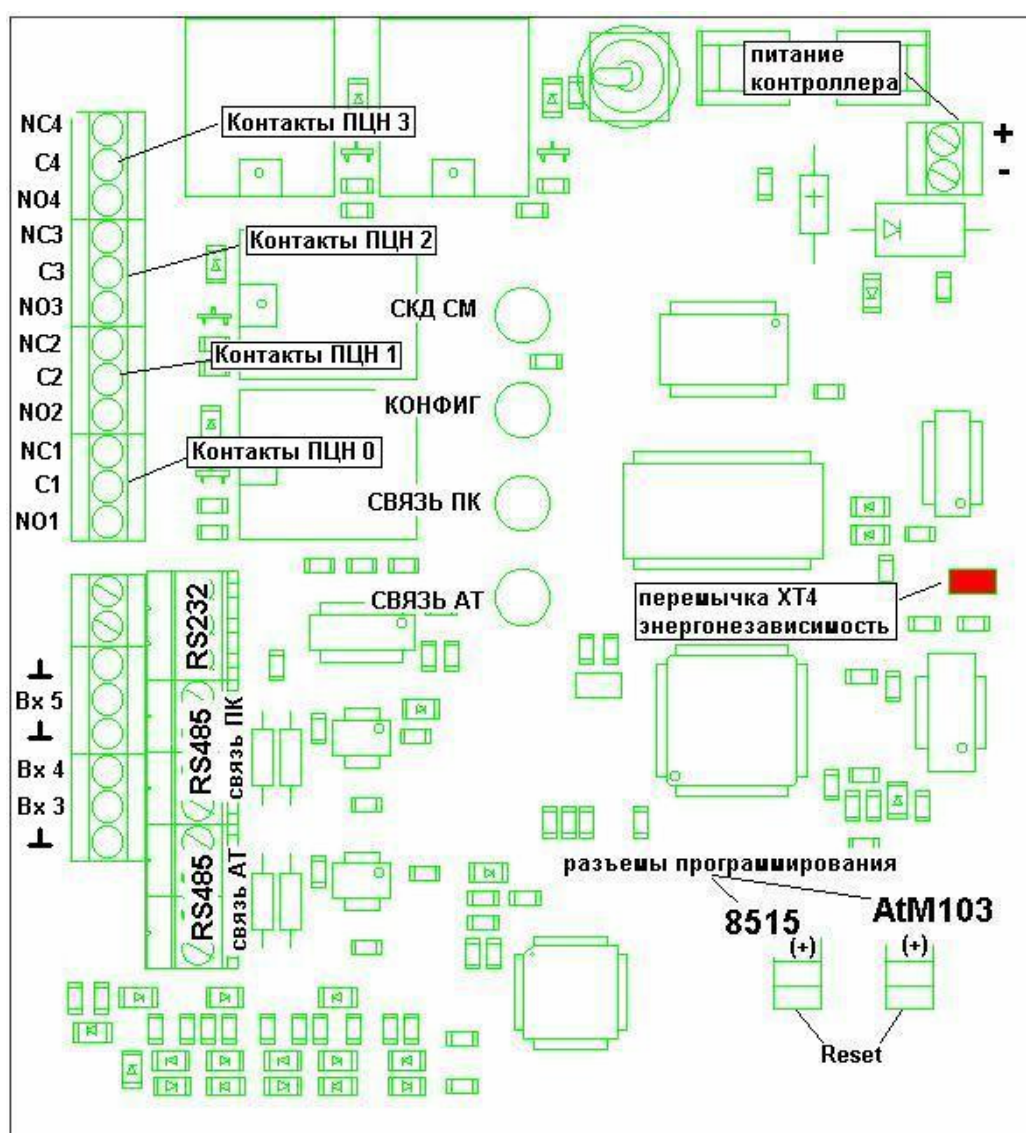 питание
контроллера
+
-
NC4
C4
NO4
NC3
C3
NO3
NC2
C2
NO2
NC1
C1
NO1
Контакты ПЦН 3
Контакты ПЦН 2
Контакты ПЦН 1
Контакты ПЦН 0
СКД СМ
КОНФИГ
СВЯЗЬ ПК
СВЯЗЬ АТ
перемычка XT4
энергонезависимость
Вх 5
Вх 4
Вх 3
RS232
RS485
связь ПК
RS485
связь АТ
разъемы программирования
8515
AtM103
(+)
(+)
Reset